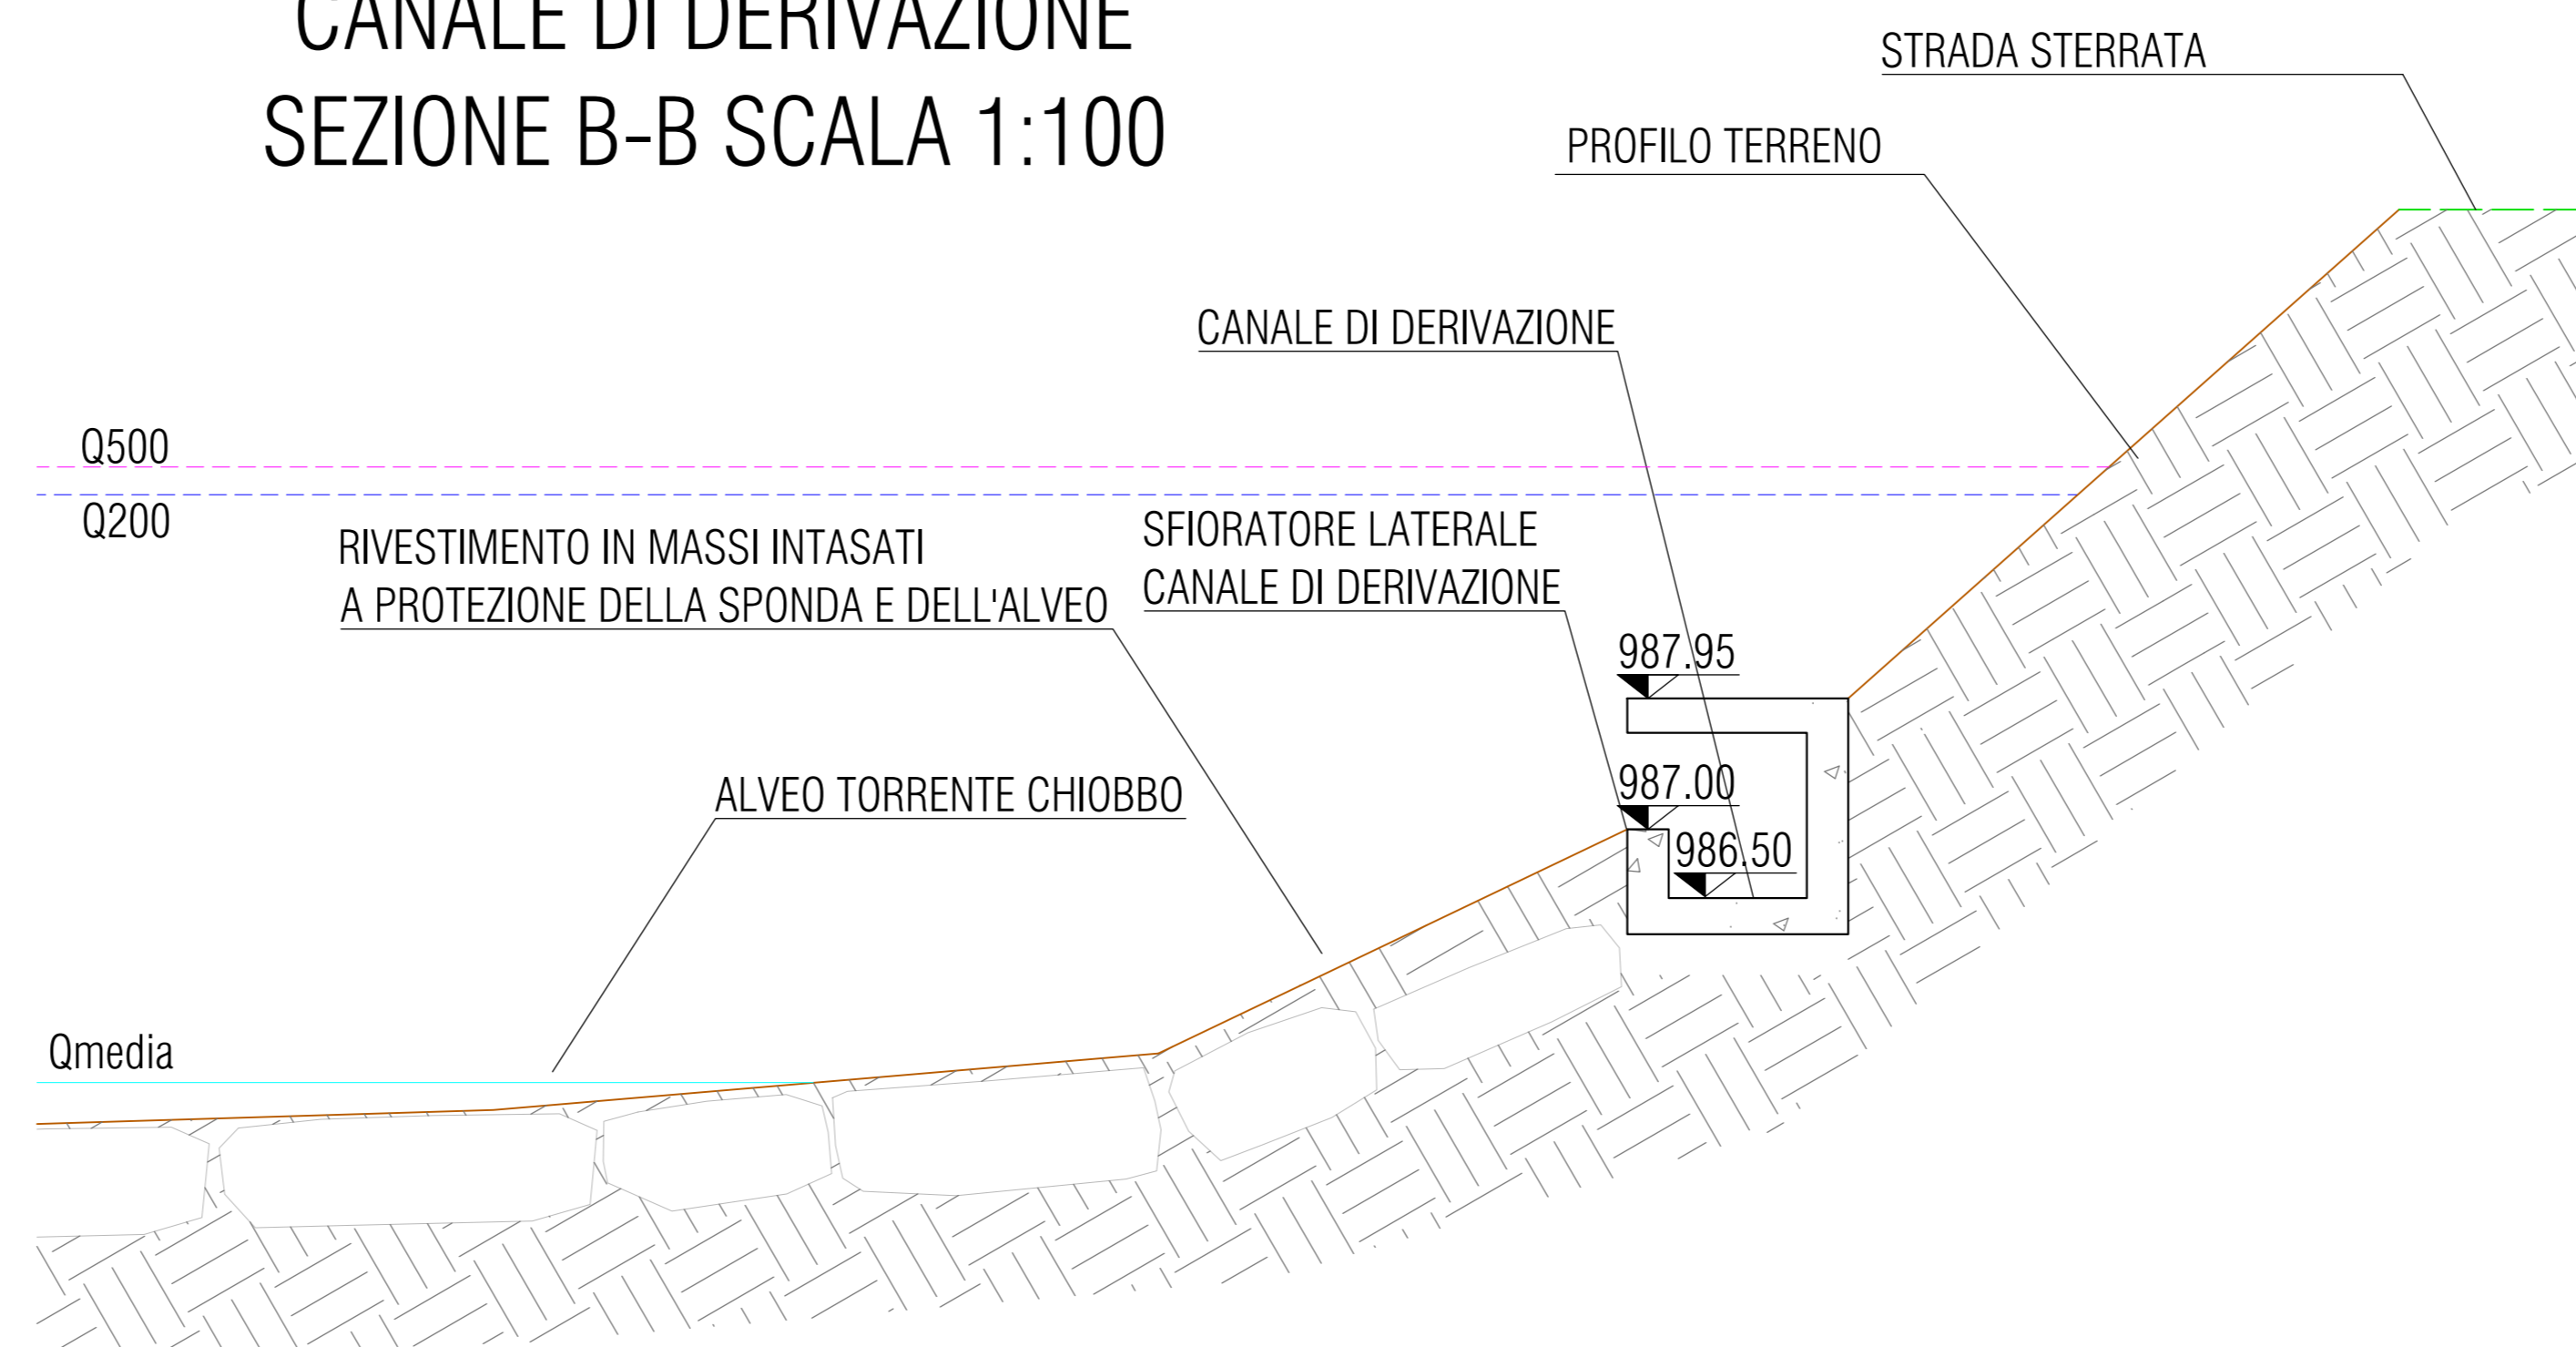 CANALE DI DERIVAZIONE
SEZIONE B-B SCALA 1:100
STRADA STERRATA
PROFILO TERRENO
CANALE DI DERIVAZIONE
Q500
Q200
RIVESTIMENTO IN MASSI INTASATI
A PROTEZIONE DELLA SPONDA E DELL'ALVEO
SFIORATORE LATERALE
CANALE DI DERIVAZIONE
987.95
987.00
986.50
ALVEO TORRENTE CHIOBBO
Qmedia